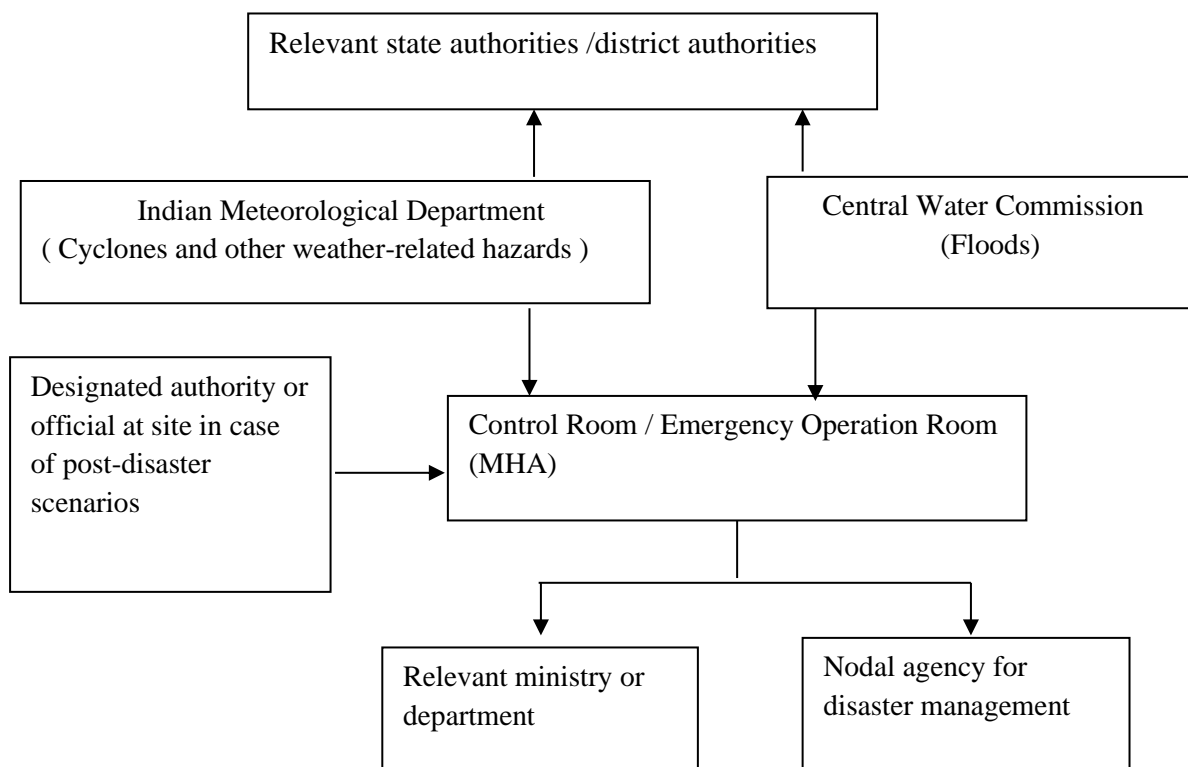 Relevant state authorities /district authorities
Indian Meteorological Department
( Cyclones and other weather-related hazards )
Central Water Commission
(Floods)
Designated authority or
official at site in case
of post-disaster
scenarios
Control Room / Emergency Operation Room
(MHA)
Relevant ministry or
department
Nodal agency for
disaster management